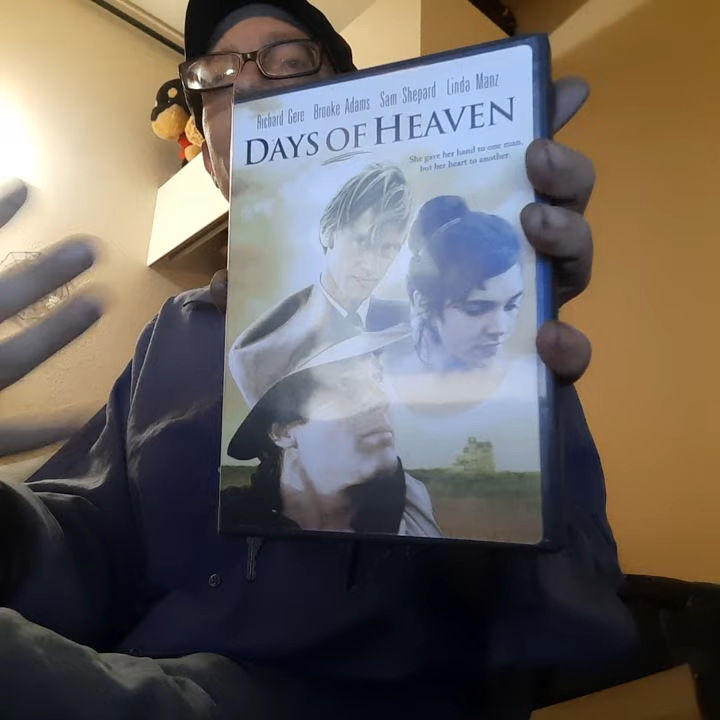 Richard Gere Brooke Adams Sam Shepard Linda Manz
DAYS OF HEAVEN
She gave her hand to one man,
but her heart to another.